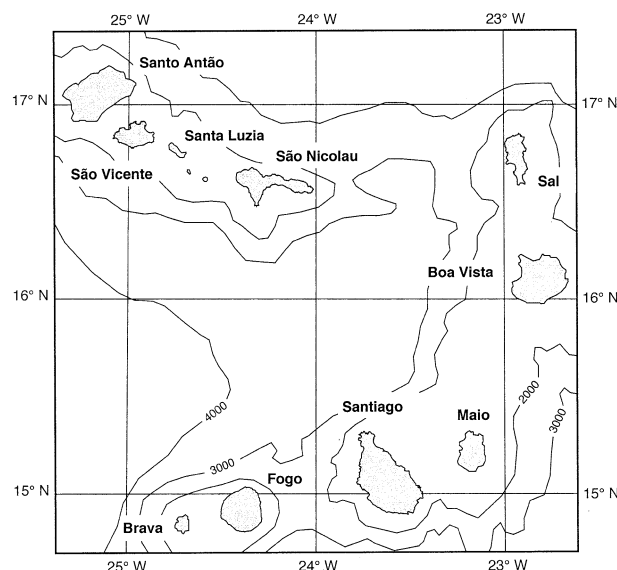 25° W 24° W 23° W
Santo Antão
17° N 17° N
Santa Luzia
São Nicolau
São Vicente
Sal
Boa Vista
16° N 16° N
2000
4000
Santiago
Maio
3000
3000
Fogo
15° N 15° N
Brava
25° W 24° W 23° W